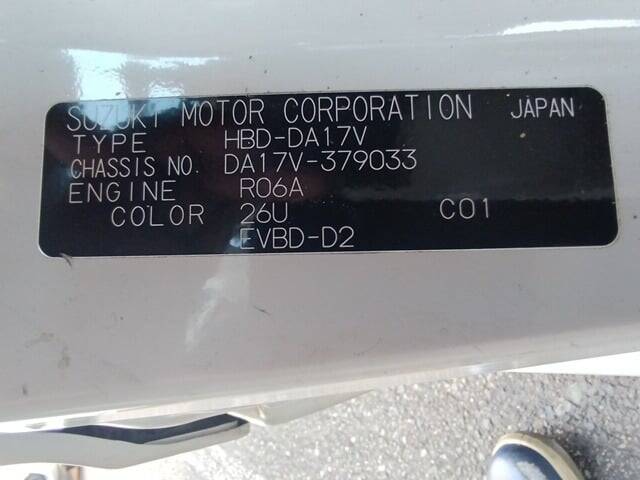 SUZUKI MOTOR CORPORATION JAPAN
TYPE HBD-DA17V
CHASSIS NO. DA17V-379033
ENGINE R06A
COLOR 26U C01
EVBD-D2